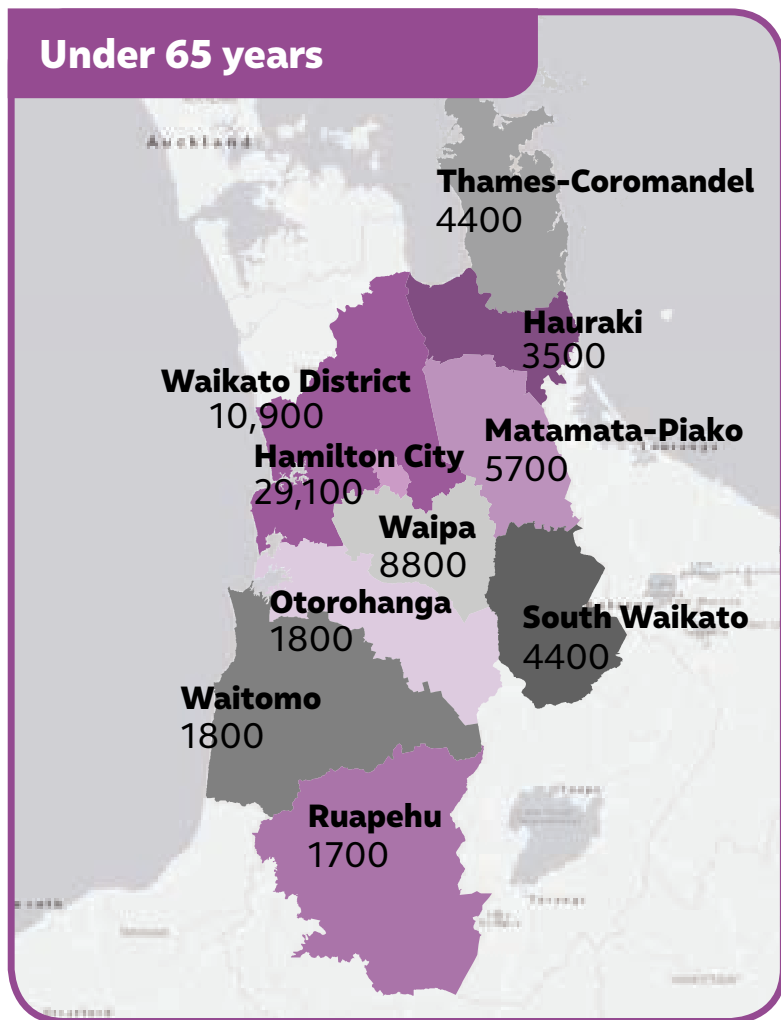 Under 65 years
Auckland
Thames-Coromandel
4400
Hauraki
3500
Waikato District
10,900
Matamata-Piako
5700
Hamilton City
29,100
Waipa
8800
Otorohanga
1800
South Waikato
4400
Waitomo
1800
Ruapehu
1700